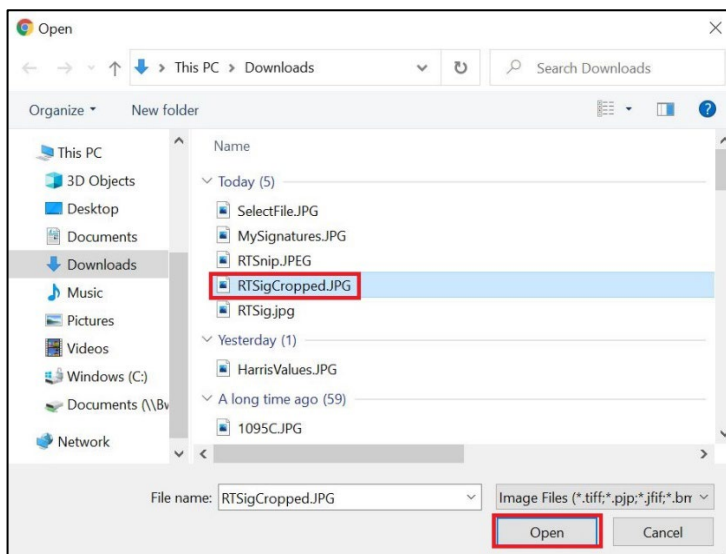 Open
This PC > Downloads
Search Downloads
Organize
New folder
Name
This PC
3D Objects
Desktop
Documents
Downloads
Music
Pictures
Videos
Windows (C:)
Documents (\\Bv
Network
Today (5)
SelectFile.JPG
MySignatures.JPG
RTSnip.JPEG
RTSigCropped.JPG
RTSig.jpg
Yesterday (1)
HarrisValues.JPG
A long time ago (59)
1095C.JPG
File name: RTSigCropped.JPG
Image Files (*.tiff;*.pjp;*.jfif;*.bm
Open
Cancel